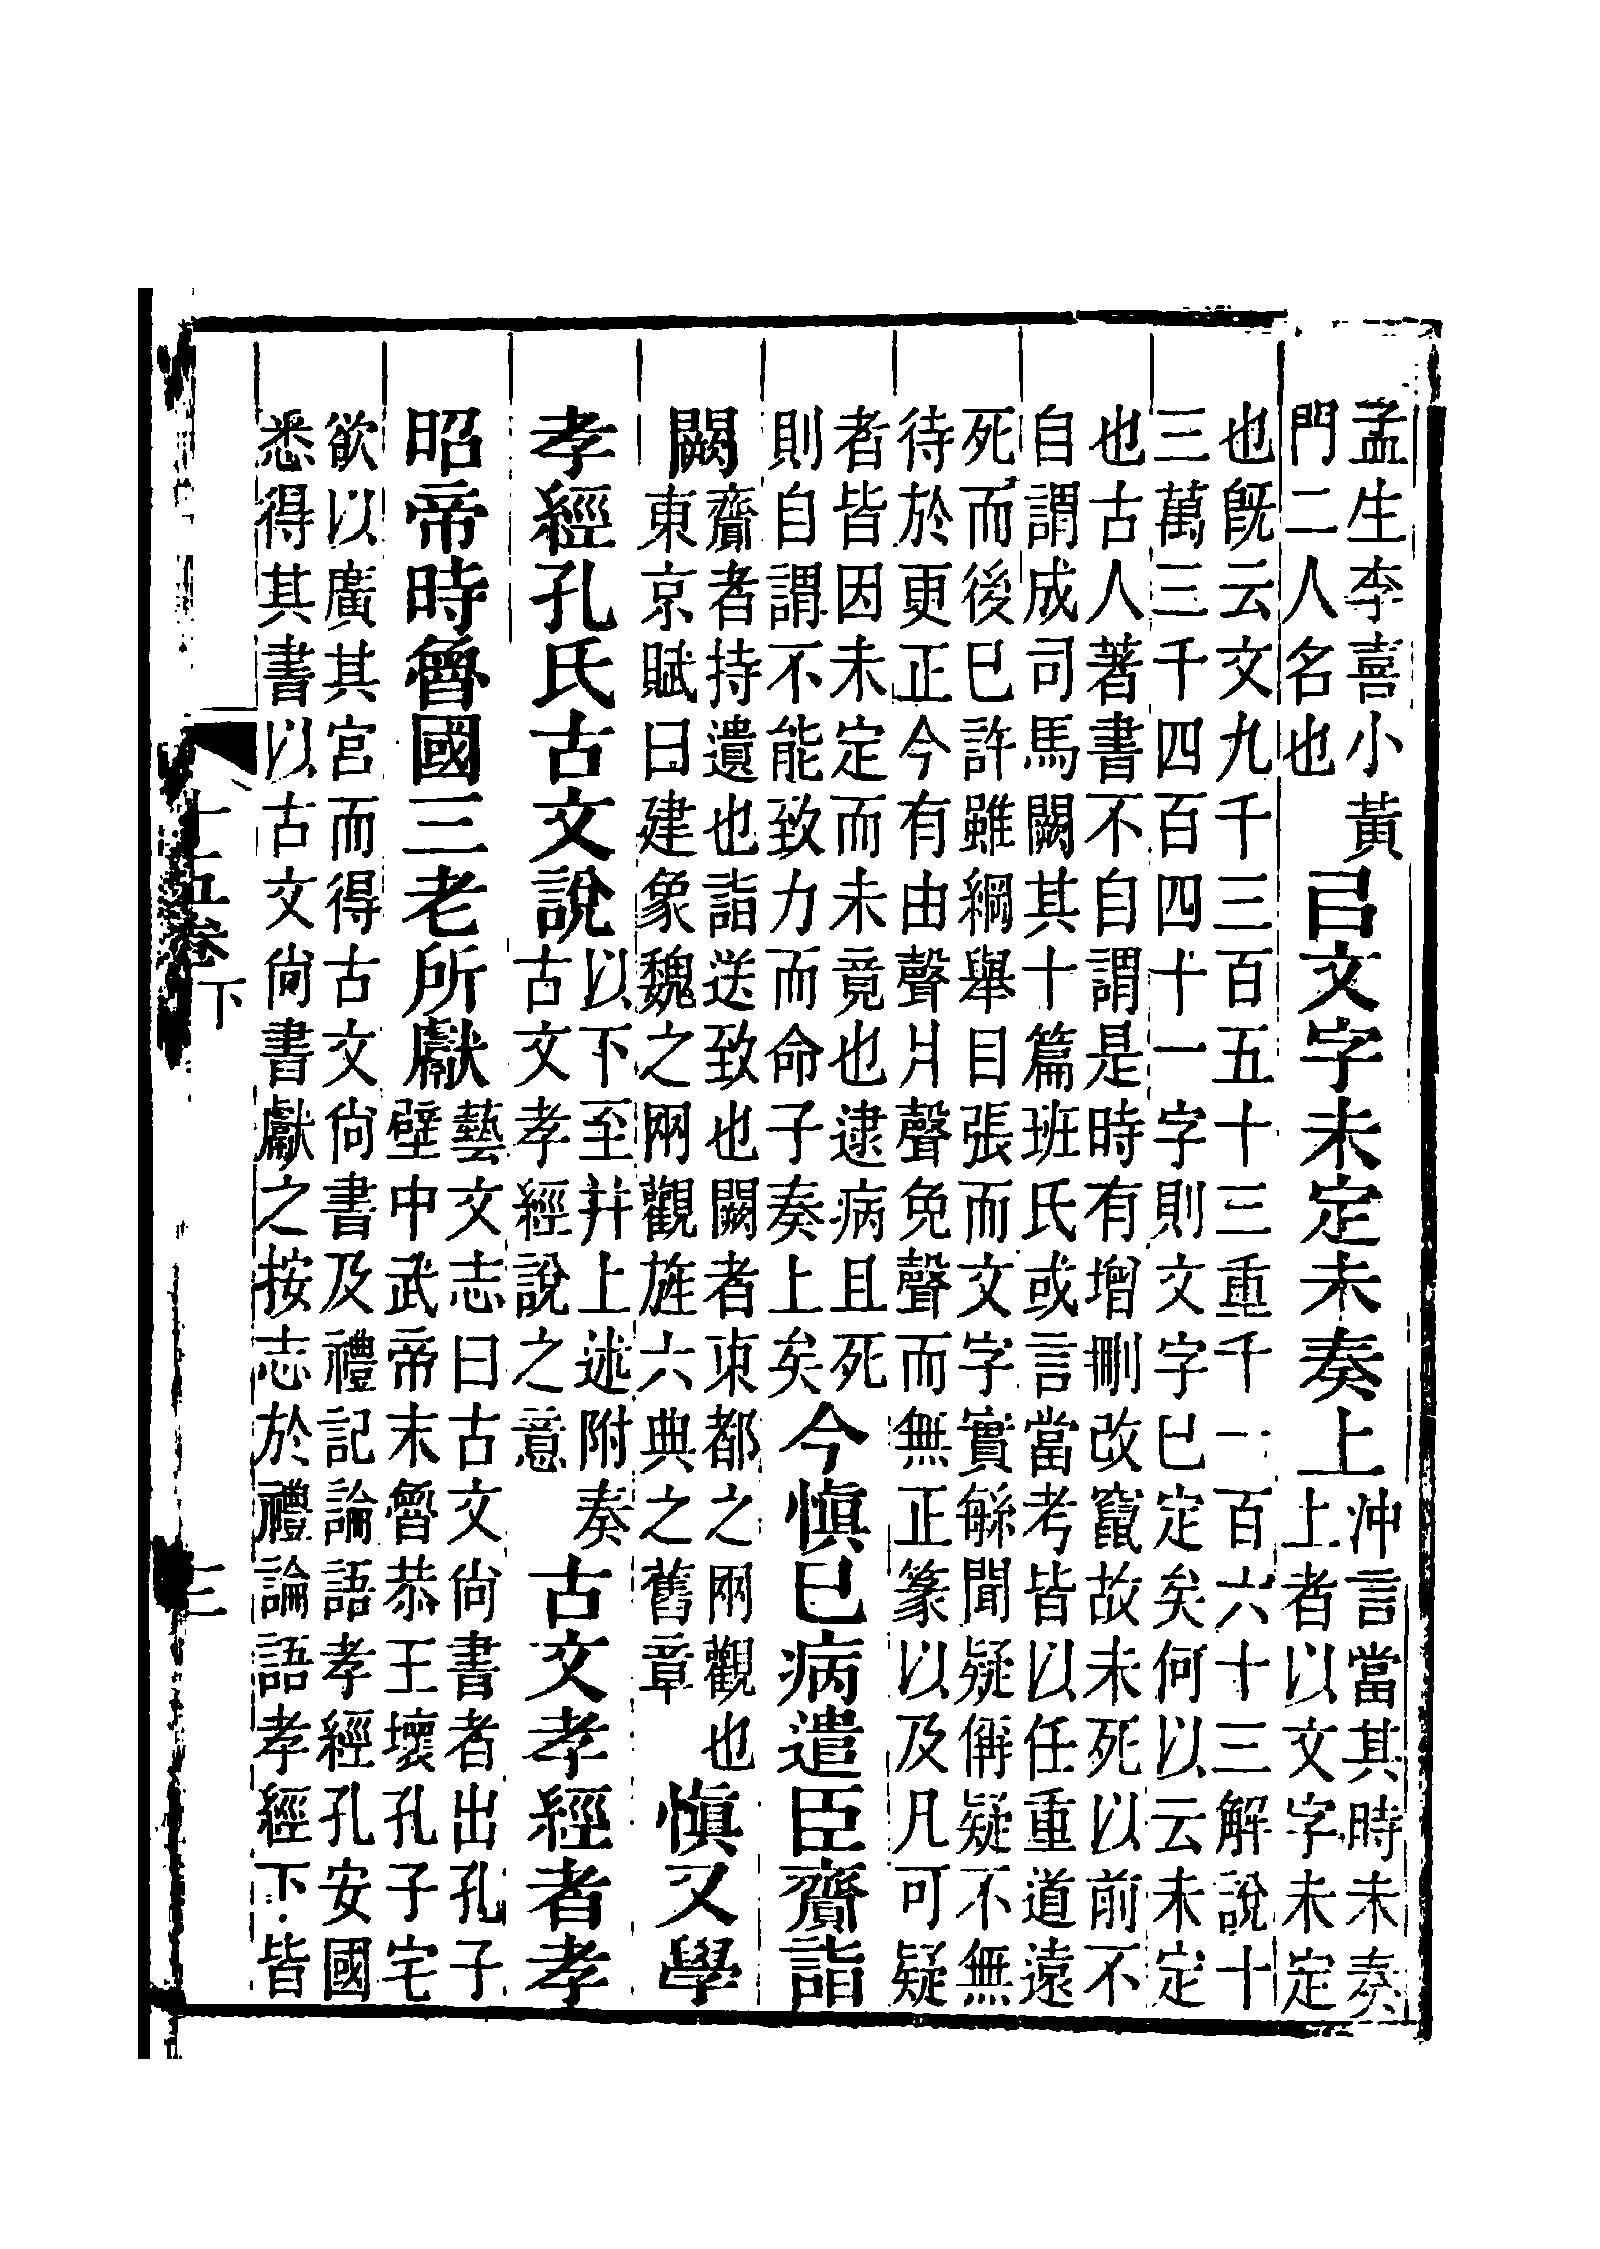 孟生李喜小黃
門二人名也
㠯文字未定未奏上
沖言當其時未奏
上者以文字未定
也旣云文九千三百五十三重千一百六十三解說十
三萬三千四百四十一字則文字已定矣何以云未定
也古人著書不自謂是時有增刪改竄故未死以前不
自謂成司馬闕其十篇班氏或言當考皆以任重道遠
死而後已許雖綱舉目張而文字實緐聞疑偁疑不無
待於更正今有由聲爿聲免聲而無正篆以及凡可疑
者皆因未定而未竟也逮病且死
則自謂不能致力而命子奏上矣
今慎已病遣臣齎詣
闕
齎者持遺也詣送致也闕者東都之兩觀也
東京賦曰建象魏之兩觀旌六典之舊章
慎又學
孝經孔氏古文說
以下至并上述附奏
古文孝經說之意
古文孝經者孝
昭帝時魯國三老所獻
藝文志曰古文尚書者出孔子
壁中武帝末魯恭王壞孔子宅
欲以廣其宮而得古文尚書及禮記論語孝經孔安國
悉得其書以古文尚書獻之按志於禮論語孝經下皆
十五卷下
三